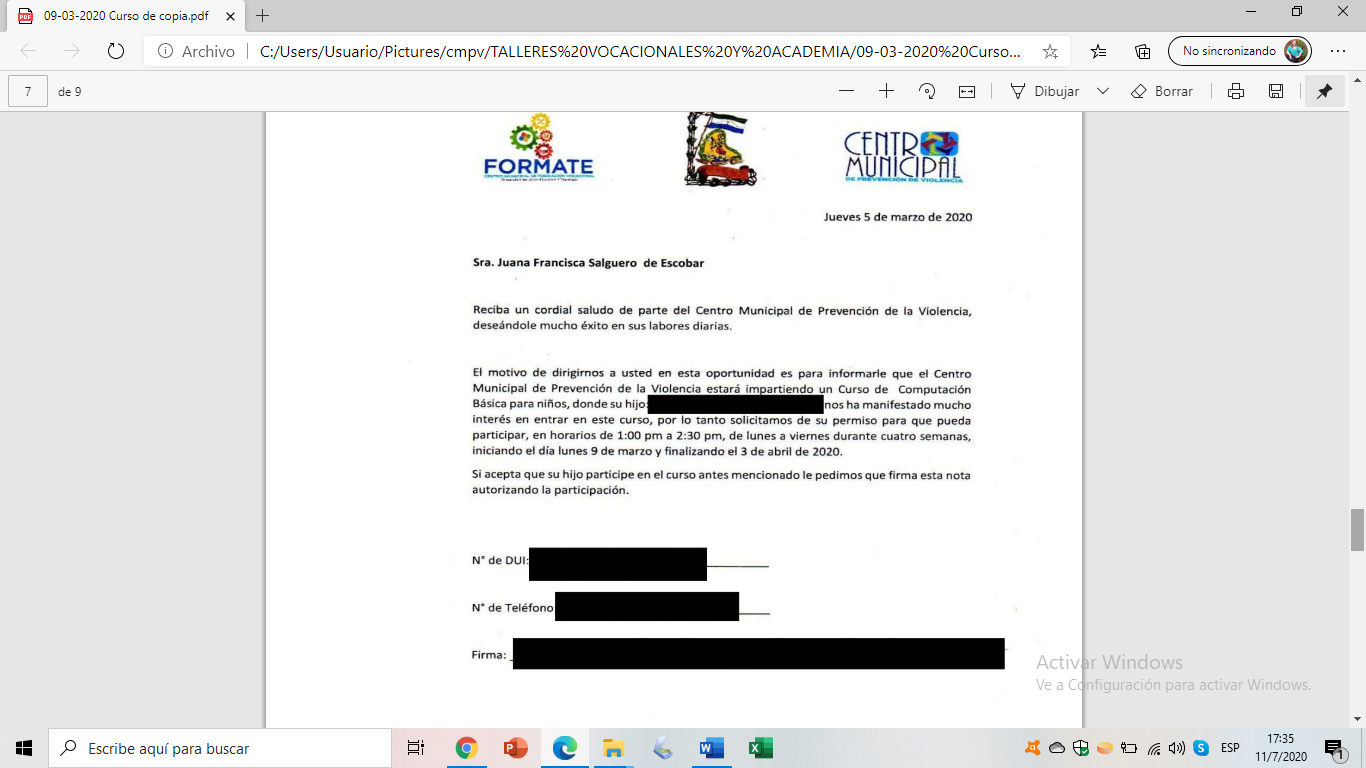 09-03-2020 Curso de copia.pdf
Archivo
C:/Users/Usuario/Pictures/cmpv/TALLERES%20VOCACIONALES%20Y%20ACADEMIA/09-03-2020%20Curso...
No sincronizando
7 de 9
Dibujar
Borrar
FORMATE
CENTRO MUNICIPAL DE FORMACIÓN VOCACIONAL
CENTR MUNICIPAL
DE PREVENCIÓN DE VIOLENCIA
Jueves 5 de marzo de 2020
Sra. Juana Francisca Salguero de Escobar
Reciba un cordial saludo de parte del Centro Municipal de Prevención de la Violencia,
deseándole mucho éxito en sus labores diarias.
El motivo de dirigirnos a usted en esta oportunidad es para informarle que el Centro
Municipal de Prevención de la Violencia estará impartiendo un Curso de Computación
Básica para niños, donde su hijo: nos ha manifestado mucho
interés en entrar en este curso, por lo tanto solicitamos de su permiso para que pueda
participar, en horarios de 1:00 pm a 2:30 pm, de lunes a viernes durante cuatro semanas,
iniciando el día lunes 9 de marzo y finalizando el 3 de abril de 2020.
Si acepta que su hijo participe en el curso antes mencionado le pedimos que firma esta nota
autorizando la participación.
N° de DUI:
N° de Teléfono
Firma:
Activar Windows
Ve a Configuración para activar Windows.
Escribe aquí para buscar
ESP
17:35
11/7/2020
1